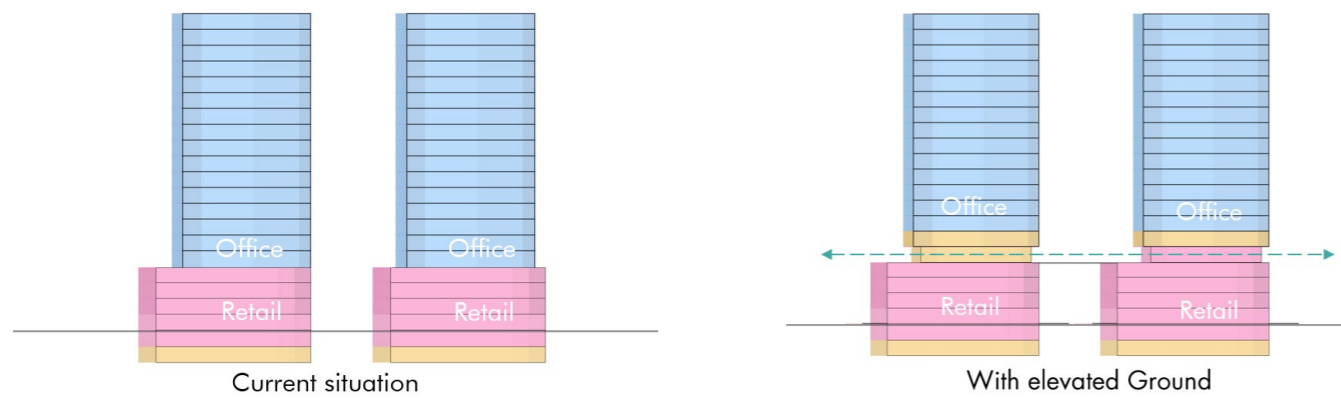 Office
Office
Retail
Retail
Current situation
Office
Office
Retail
Retail
With elevated Ground